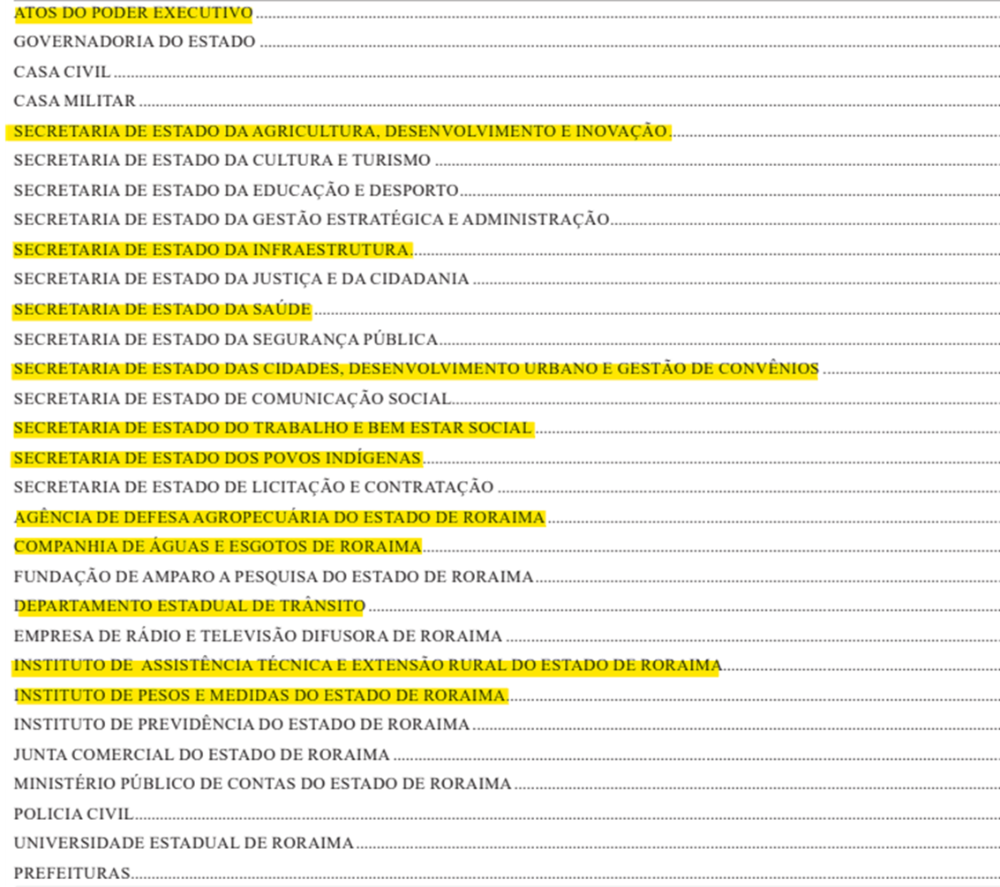 ATOS DO PODER EXECUTIVO
GOVERNADORIA DO ESTADO
CASA CIVIL
CASA MILITAR
SECRETARIA DE ESTADO DA AGRICULTURA, DESENVOLVIMENTO E INOVAÇÃO
SECRETARIA DE ESTADO DA CULTURA E TURISMO
SECRETARIA DE ESTADO DA EDUCAÇÃO E DESPORTO
SECRETARIA DE ESTADO DA GESTÃO ESTRATÉGICA E ADMINISTRAÇÃO
SECRETARIA DE ESTADO DA INFRAESTRUTURA
SECRETARIA DE ESTADO DA JUSTIÇA E DA CIDADANIA
SECRETARIA DE ESTADO DA SAÚDE
SECRETARIA DE ESTADO DA SEGURANÇA PÚBLICA
SECRETARIA DE ESTADO DAS CIDADES, DESENVOLVIMENTO URBANO E GESTÃO DE CONVÊNIOS
SECRETARIA DE ESTADO DE COMUNICAÇÃO SOCIAL
SECRETARIA DE ESTADO DO TRABALHO E BEM ESTAR SOCIAL
SECRETARIA DE ESTADO DOS POVOS INDÍGENAS
SECRETARIA DE ESTADO DE LICITAÇÃO E CONTRATAÇÃO
AGÊNCIA DE DEFESA AGROPECUÁRIA DO ESTADO DE RORAIMA
COMPANHIA DE ÁGUAS E ESGOTOS DE RORAIMA
FUNDAÇÃO DE AMPARO A PESQUISA DO ESTADO DE RORAIMA
DEPARTAMENTO ESTADUAL DE TRÂNSITO
EMPRESA DE RÁDIO E TELEVISÃO DIFUSORA DE RORAIMA
INSTITUTO DE ASSISTÊNCIA TÉCNICA E EXTENSÃO RURAL DO ESTADO DE RORAIMA
INSTITUTO DE PESOS E MEDIDAS DO ESTADO DE RORAIMA
INSTITUTO DE PREVIDÊNCIA DO ESTADO DE RORAIMA
JUNTA COMERCIAL DO ESTADO DE RORAIMA
MINISTÉRIO PÚBLICO DE CONTAS DO ESTADO DE RORAIMA
POLICIA CIVIL
UNIVERSIDADE ESTADUAL DE RORAIMA
PREFEITURAS